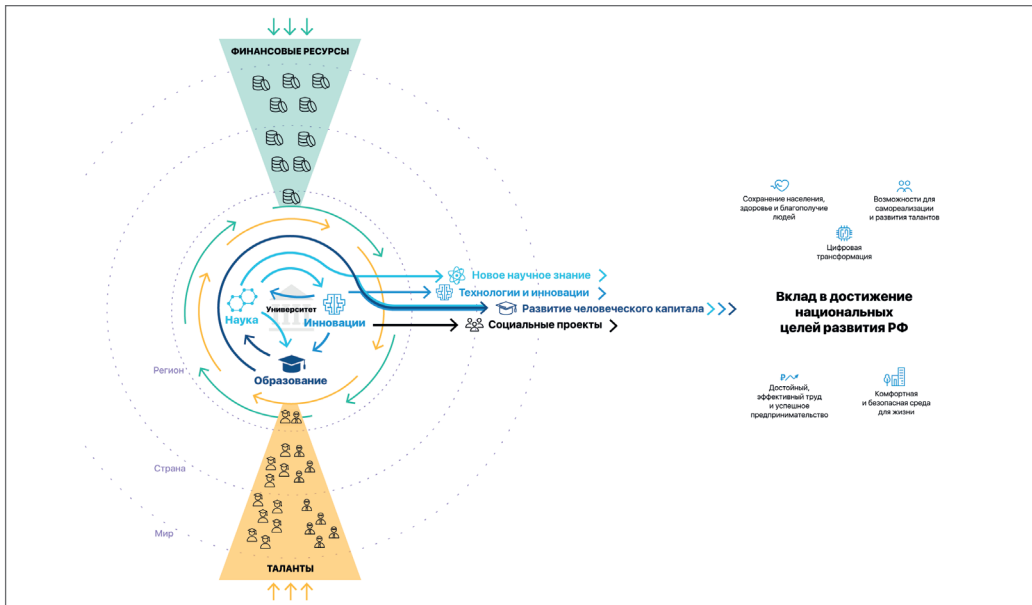 ФИНАНСОВЫЕ РЕСУРСЫ
Сохранение населения,
здоровье и благополучие
людей
Возможности для
самореализации
и развития талантов
Цифровая
трансформация
Новое научное знание
Технологии и инновации
Развитие человеческого капитала
Социальные проекты
Университет
Наука
Инновации
Образование
Вклад в достижение
национальных
целей развития РФ
Регион
Страна
Мир
Достойный,
эффективный труд
и успешное
предпринимательство
Комфортная
и безопасная среда
для жизни
ТАЛАНТЫ